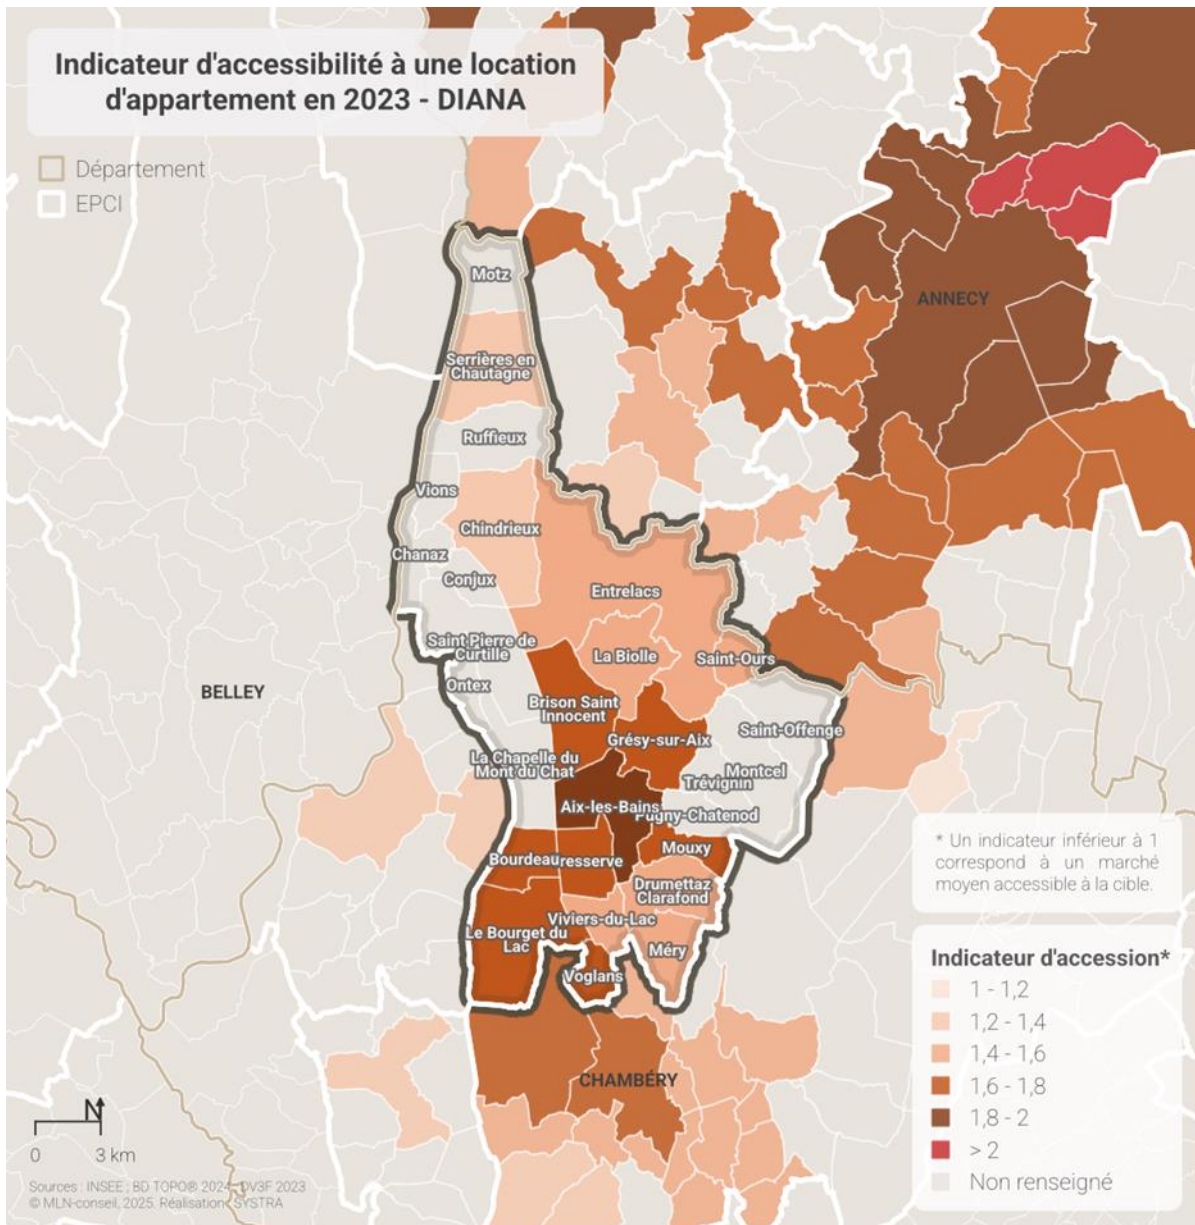 Indicateur d'accessibilité à une location
d'appartement en 2023 - DIANA
Département
EPCI
Motz
ANNECY
Serrières en
Chautagne
Ruffieux
Vions
Chindrieux
Chanaz
Conjux
Entrelacs
Saint Pierre de
Curtille
La Biolle
Saint-Ours
Ontex
BELLEY
Brison Saint
Innocent
Grésy-sur-Aix
Saint-Offenge
La Chapelle du
Mont du Chat
Montcel
Trévignin
Aix-les-Bains
Pugny-Chatenod
Mouxy
Bourdeau
resserve
Drumettaz
Clarafond
Viviers-du-Lac
Le Bourget du
Lac
Méry
Voglans
CHAMBÉRY
* Un indicateur inférieur à 1
correspond à un marché
moyen accessible à la cible.
Indicateur d'accession*
1 - 1,2
1,2 - 1,4
1,4 - 1,6
1,6 - 1,8
1,8 - 2
> 2
Non renseigné
N
0 3 km
Sources : INSEE ; BD TOPO® 2024 ; DV3F 2023
© MLN-conseil, 2025. Réalisation : SYSTRA